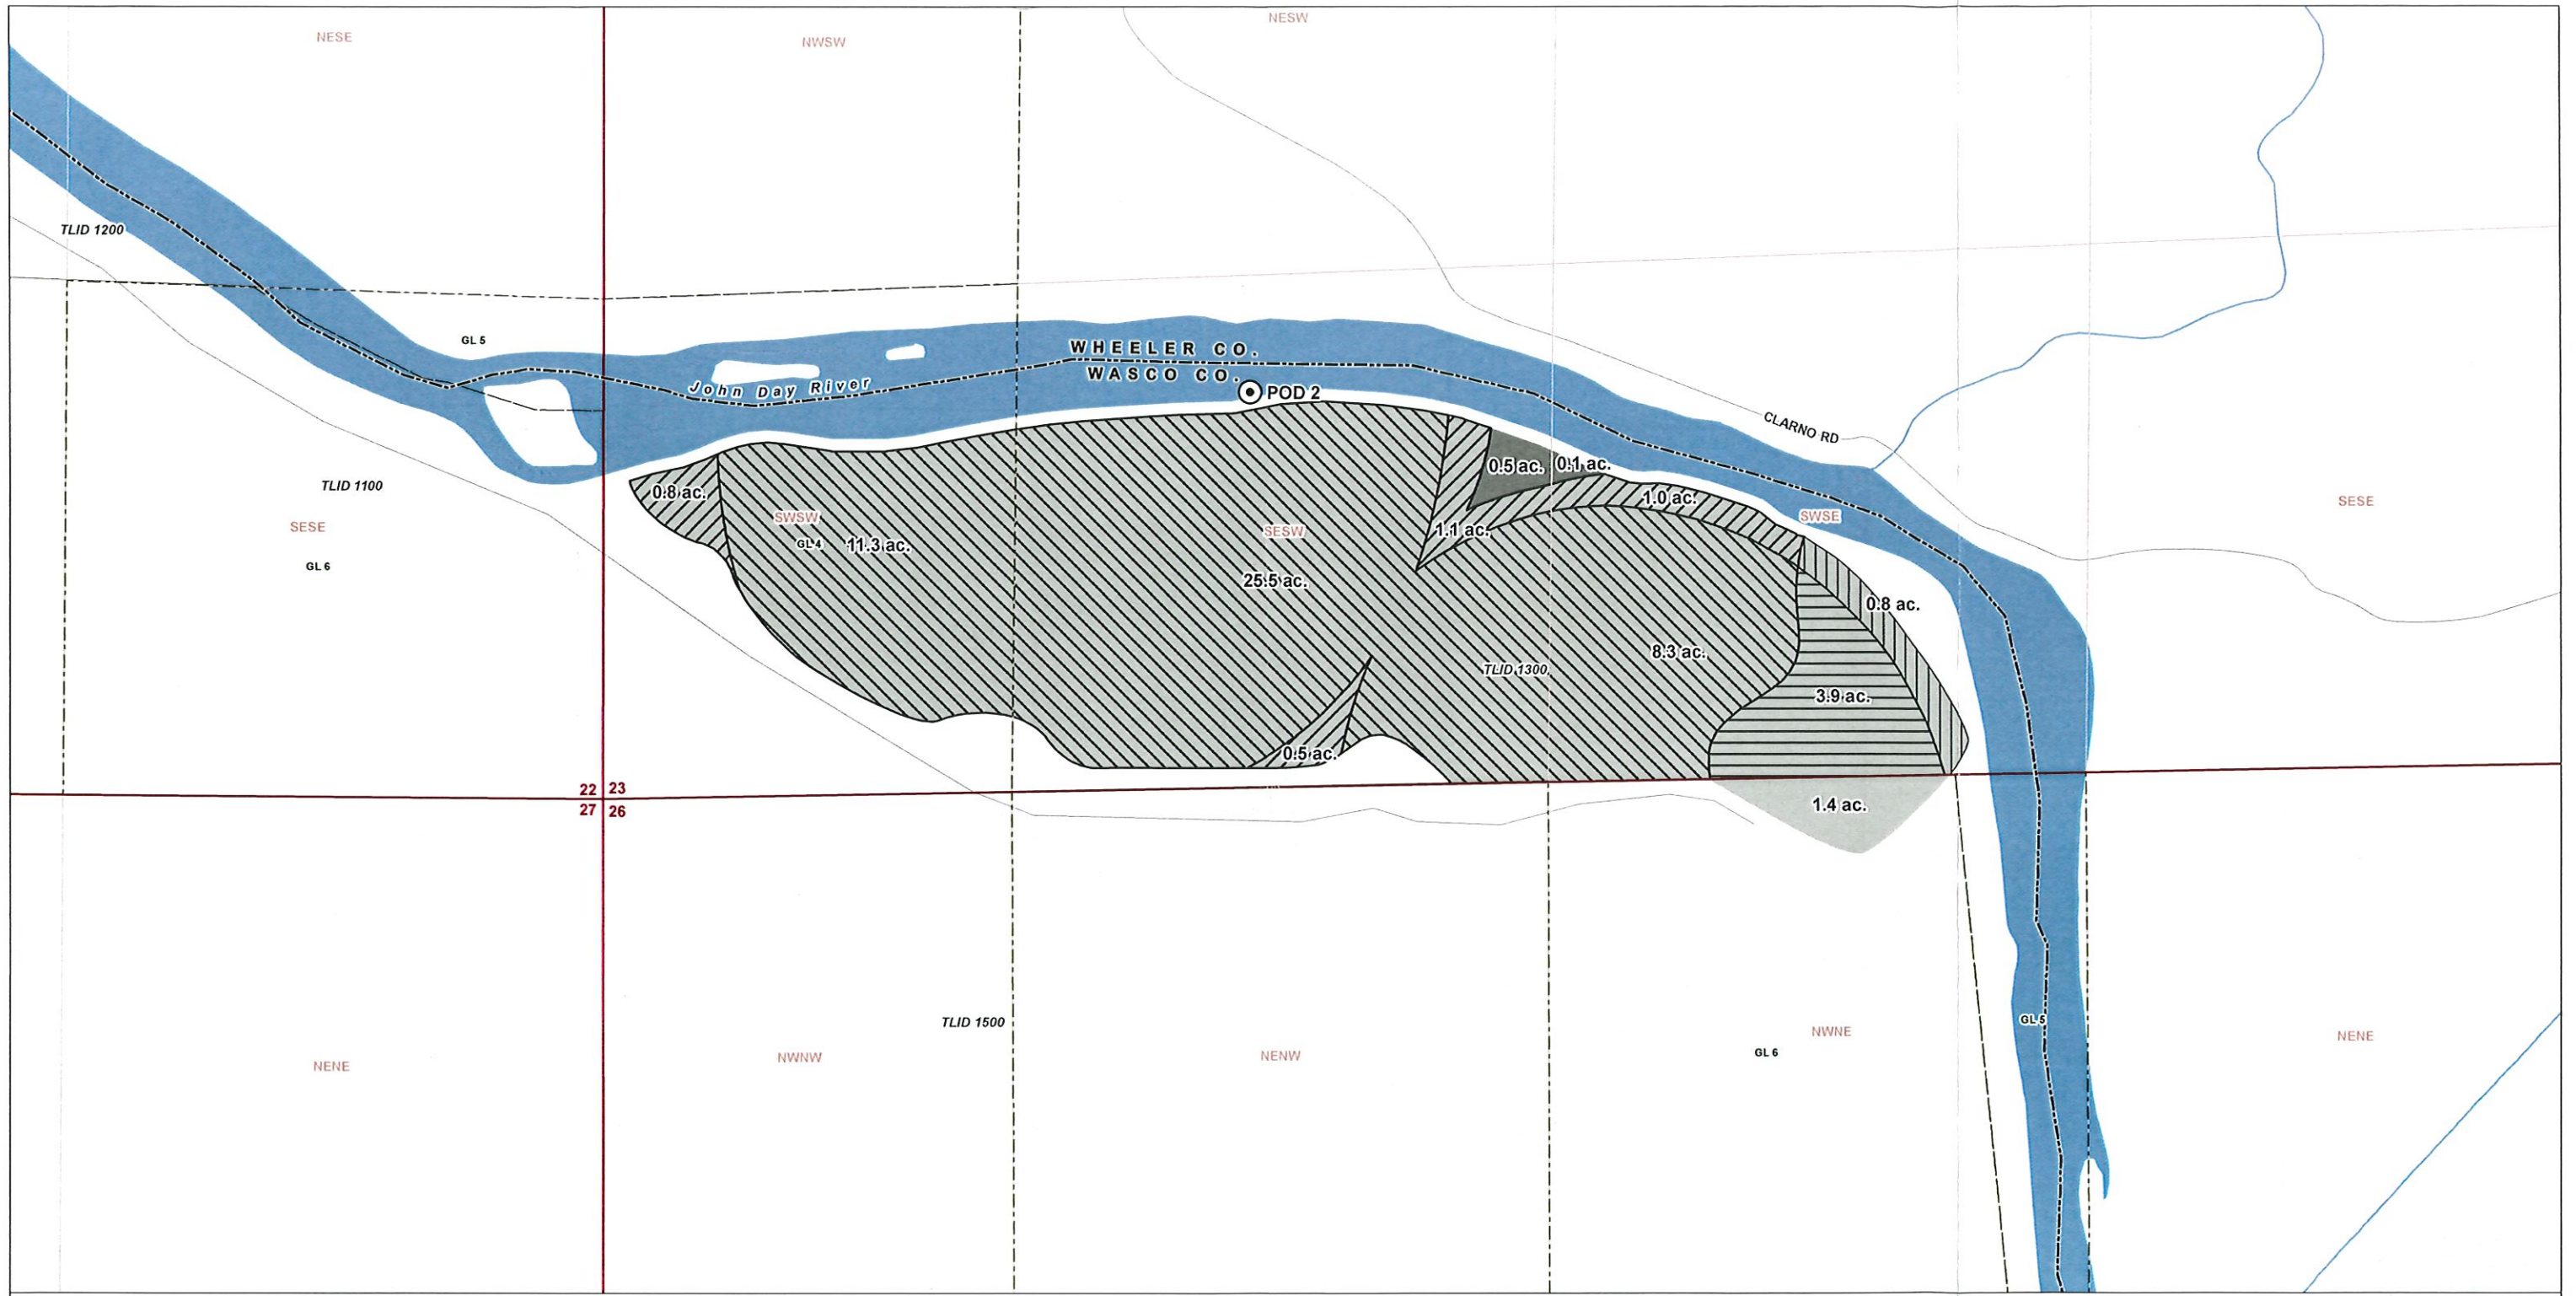 NESW
NESE
NWSW
TLID 1200
GL 5
WHEELER CO.
WASCO CO.
John Day River
POD 2
CLARNO RD
0.5 ac.
0.1 ac.
TLID 1100
0.8 ac.
1.0 ac.
SESE
SESE
SWSW
SWSE
SESW
1.1 ac.
GL 4
11.3 ac.
GL 6
25.5 ac.
0.8 ac.
8.3 ac.
TLID 1300
3.9 ac.
0.5 ac.
22 23
27 26
1.4 ac.
TLID 1500
GL 5
NWNE
NENE
GL 6
NWNW
NENW
NENE